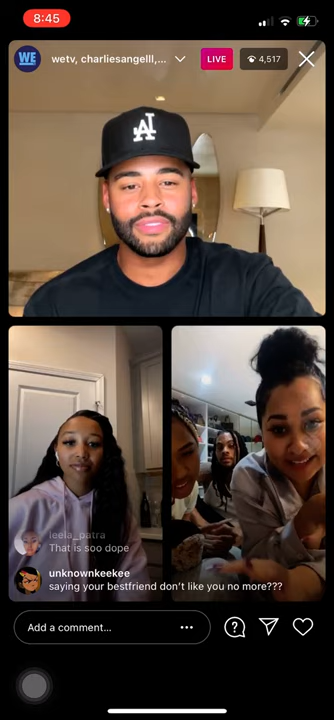 8:45
WE
wetv, charliesangelll,...
LIVE
4,517
LA
leela_patra
That is soo dope
unknownkeekee
saying your bestfriend don't like you no more???
Add a comment...